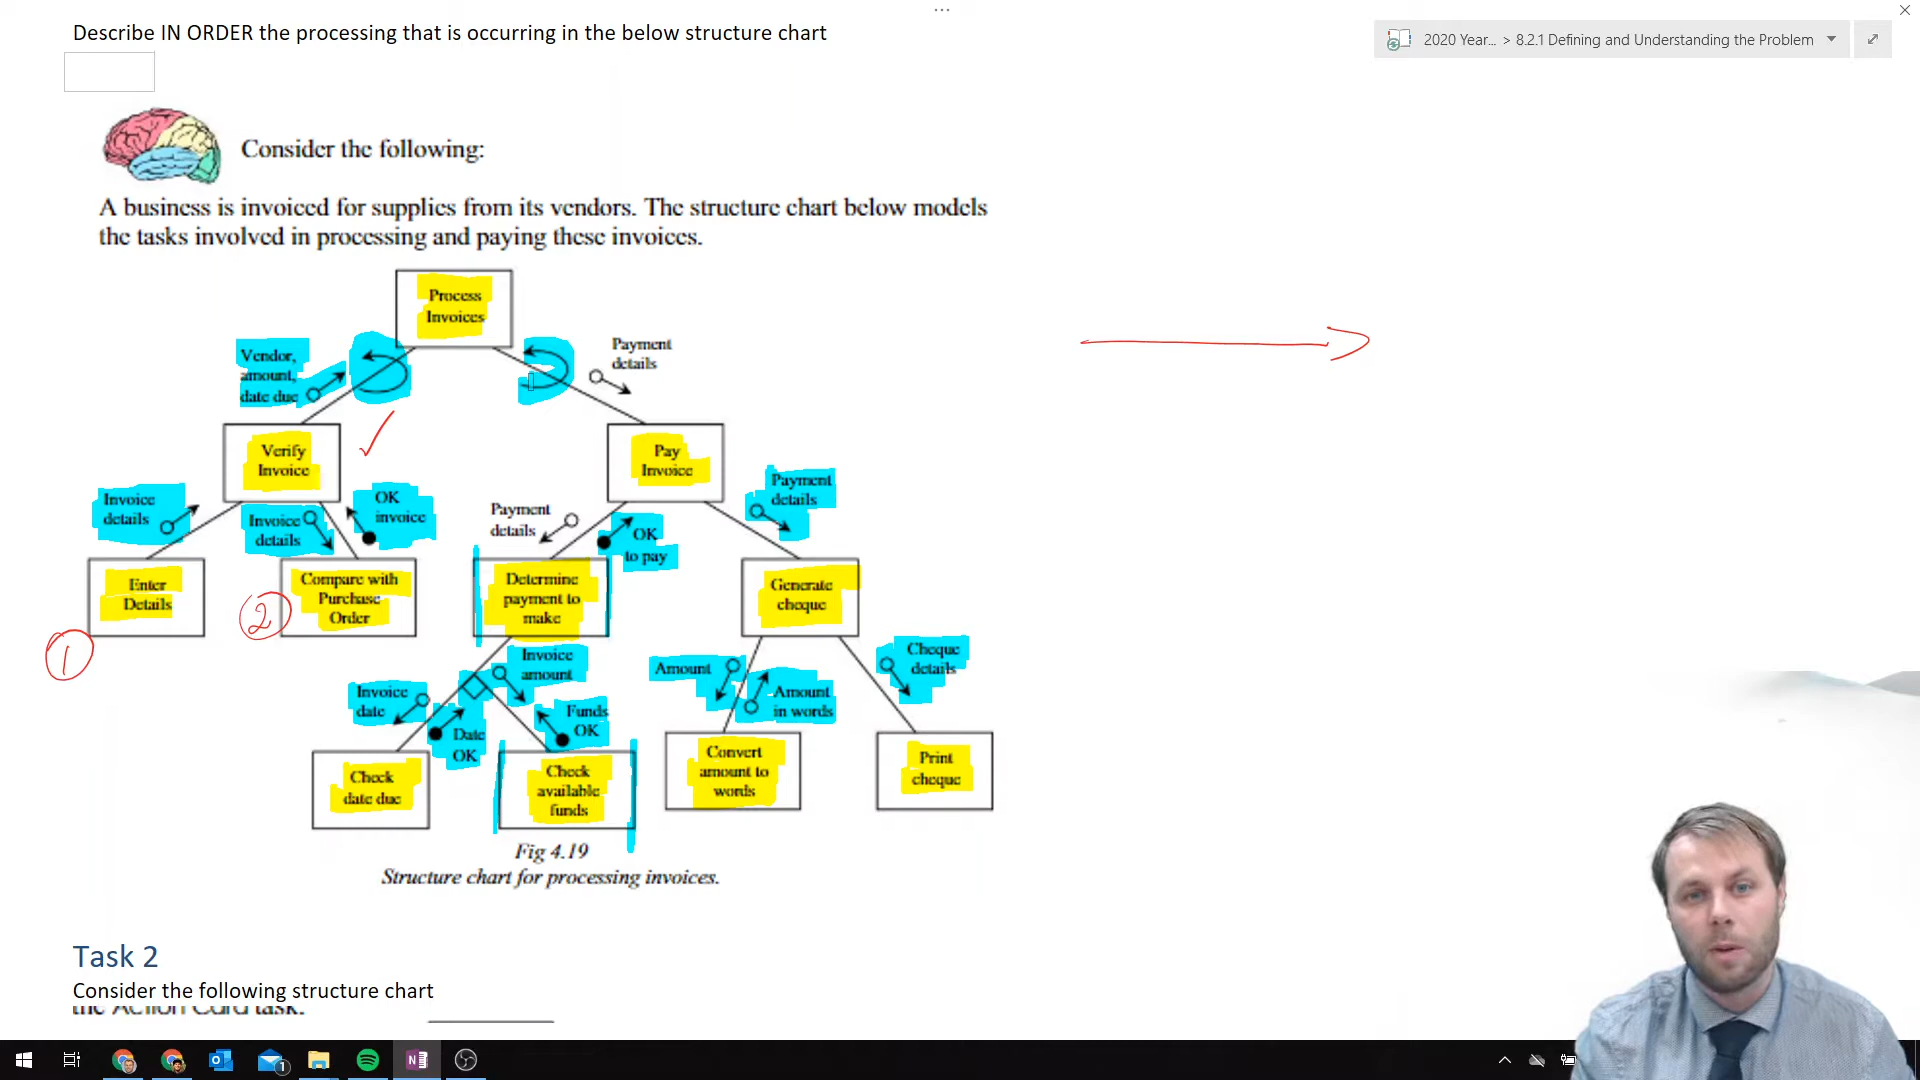 Describe IN ORDER the processing that is occurring in the below structure chart
2020 Year... > 8.2.1 Defining and Understanding the Problem
Consider the following:
A business is invoiced for supplies from its vendors. The structure chart below models
the tasks involved in processing and paying these invoices.
Process
Invoices
Vendor,
amount,
date due
Payment
details
Verify
Invoice
Pay
Invoice
Invoice
details
Invoice
details
OK
invoice
Payment
details
OK
to pay
Payment
details
Enter
Details
Compare with
Purchase
Order
Determine
payment to
make
Generate
cheque
1
2
Invoice
date
Date
OK
Invoice
amount
Funds
OK
Amount
Amount
in words
Cheque
details
Check
date due
Check
available
funds
Convert
amount to
words
Print
cheque
Fig 4.19
Structure chart for processing invoices.
Task 2
Consider the following structure chart
the Action Card task.
1